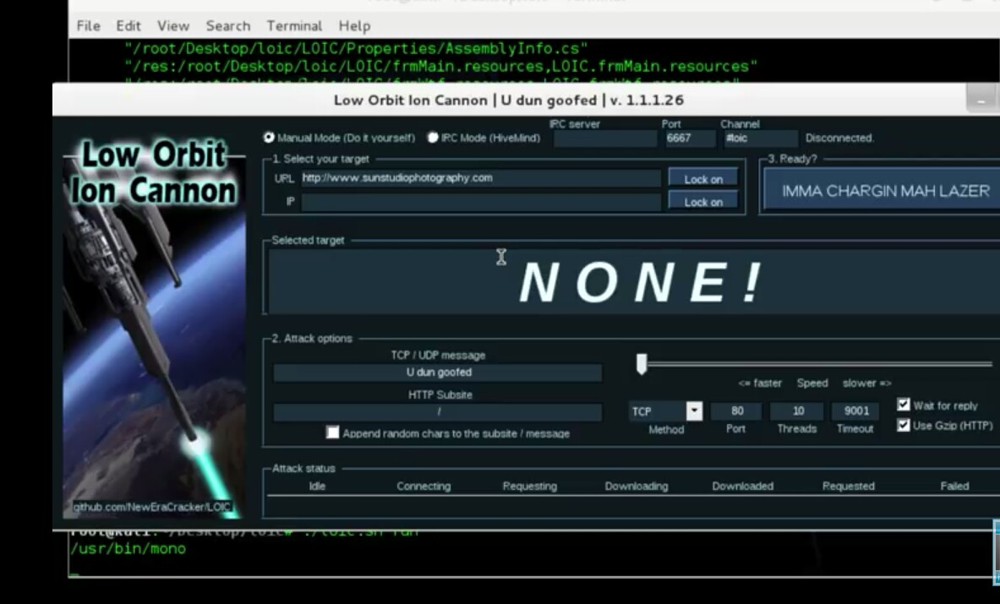 File Edit View Search Terminal Help
"/root/Desktop/loic/LOIC/Properties/AssemblyInfo.cs"
"/res:/root/Desktop/loic/LOIC/frmMain.resources,LOIC.frmMain.resources"
Low Orbit Ion Cannon | U dun goofed | v. 1.1.1.26
Low Orbit
Ion Cannon
github.com/NewEraCracker/LOIC
IRC server Port Channel
Manual Mode (Do it yourself) IRC Mode (HiveMind) 6667 #loic Disconnected.
1. Select your target
URL http://www.sunstudiophotography.com Lock on
IP Lock on
3. Ready?
IMMA CHARGIN MAH LAZER
Selected target
NONE!
2. Attack options
TCP / UDP message
U dun goofed
HTTP Subsite
/
Append random chars to the subsite / message
<= faster Speed slower =>
TCP 80 10 9001
Method Port Threads Timeout
Wait for reply
Use Gzip (HTTP)
Attack status
Idle Connecting Requesting Downloading Downloaded Requested Failed
root@kali:~/Desktop/loic# ./loic.sh run
/usr/bin/mono